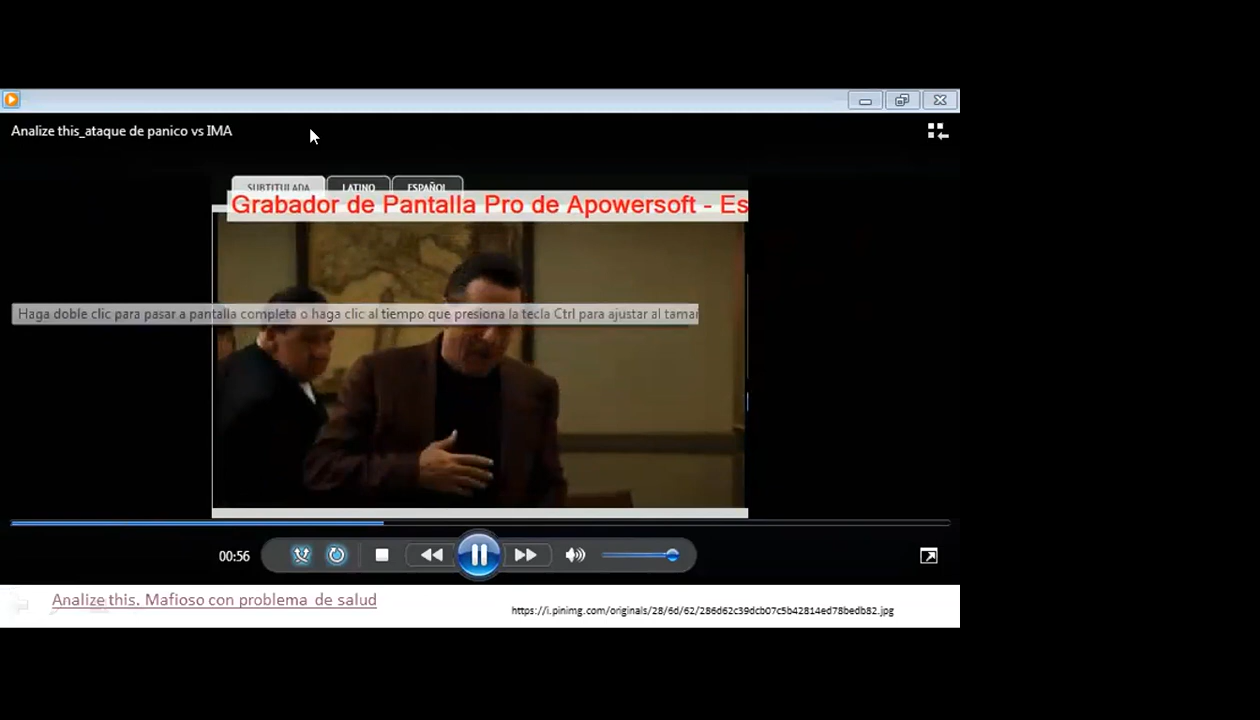 Analize this_ataque de panico vs IMA
SUBTITULADA LATINO ESPAÑOL
Grabador de Pantalla Pro de Apowersoft - Es
Haga doble clic para pasar a pantalla completa o haga clic al tiempo que presiona la tecla Ctrl para ajustar al tamar
00:56
Analize this. Mafioso con problema de salud
https://i.pinimg.com/originals/28/6d/62/286d62c39dcb07c5b42814ed78bedb82.jpg